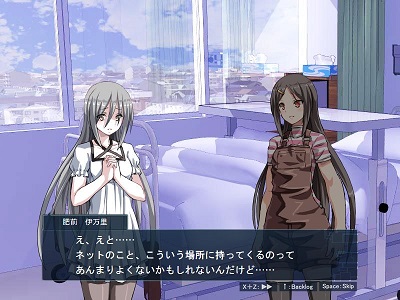 肥前　伊万里
え、えと……
ネットのこと、こういう場所に持ってくるのって
あんまりよくないかもしれないんだけど……
X+Z: ▶▶ | ↑:Backlog | Space: Skip